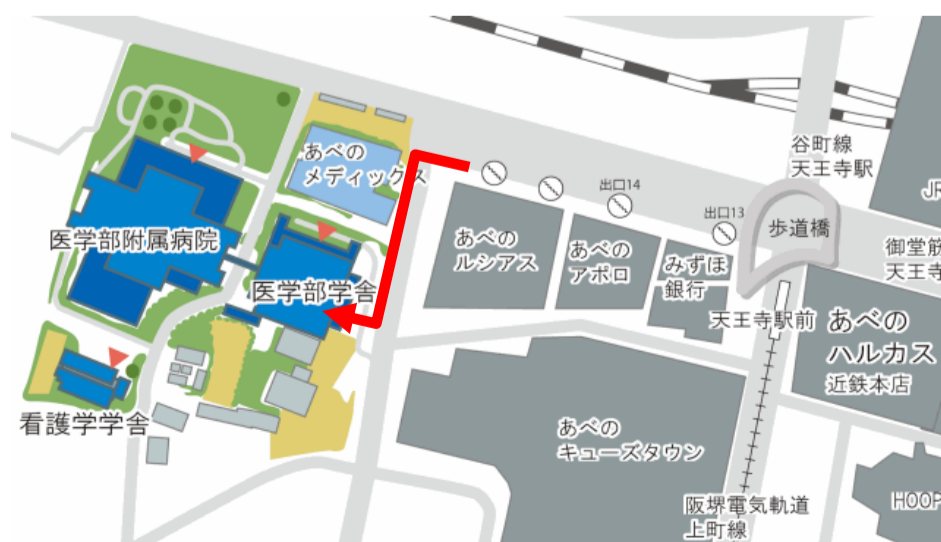 谷町線
天王寺駅
JR
あべの
メディックス
出口14
出口13
歩道橋
医学部附属病院
あべの
ルシアス
あべの
アポロ
みずほ
銀行
御堂筋
天王寺
医学部学舎
天王寺駅前
あべの
ハルカス
近鉄本店
看護学学舎
あべの
キューズタウン
阪堺電気軌道
上町線
HOOP